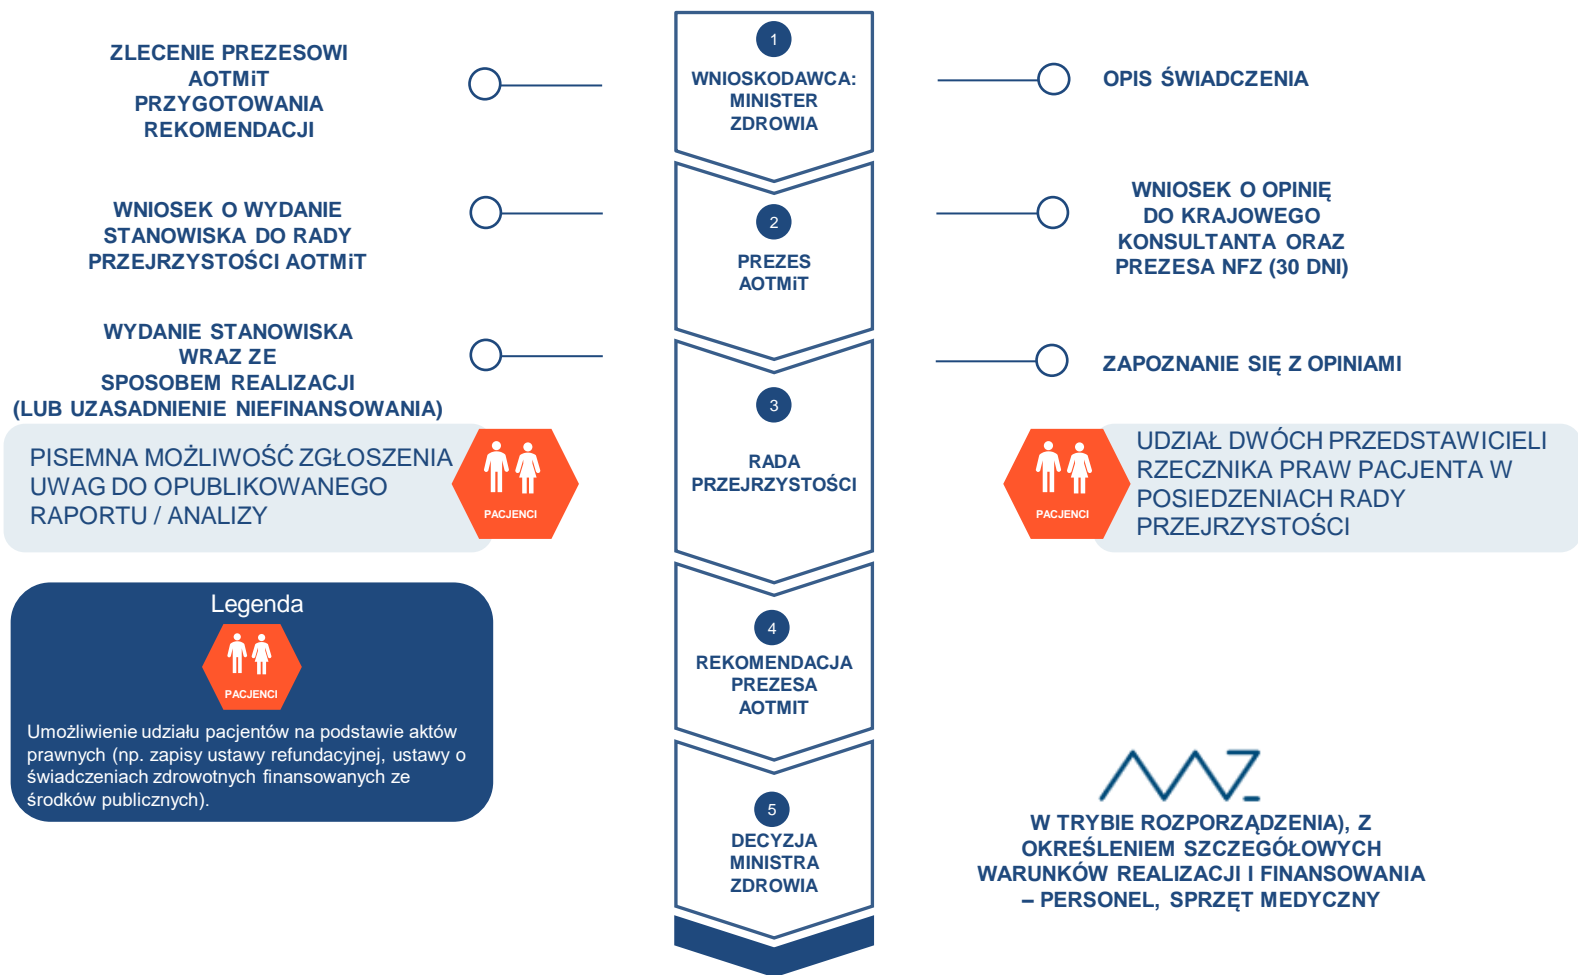 ZLECENIE PREZESOWI
AOTMiT
PRZYGOTOWANIA
REKOMENDACJI
1
WNIOSKODAWCA:
MINISTER
ZDROWIA
OPIS ŚWIADCZENIA
WNIOSEK O WYDANIE
STANOWISKA DO RADY
PRZEJRZYSTOŚCI AOTMiT
2
PREZES
AOTMiT
WNIOSEK O OPINIĘ
DO KRAJOWEGO
KONSULTANTA ORAZ
PREZESA NFZ (30 DNI)
WYDANIE STANOWISKA
WRAZ ZE
SPOSOBEM REALIZACJI
(LUB UZASADNIENIE NIEFINANSOWANIA)
3
RADA
PRZEJRZYSTOŚCI
ZAPOZNANIE SIĘ Z OPINIAMI
PISEMNA MOŻLIWOŚĆ ZGŁOSZENIA
UWAG DO OPUBLIKOWANEGO
RAPORTU / ANALIZY
PACJENCI
PACJENCI
UDZIAŁ DWÓCH PRZEDSTAWICIELI
RZECZNIKA PRAW PACJENTA W
POSIEDZENIACH RADY
PRZEJRZYSTOŚCI
Legenda
PACJENCI
Umożliwienie udziału pacjentów na podstawie aktów
prawnych (np. zapisy ustawy refundacyjnej, ustawy o
świadczeniach zdrowotnych finansowanych ze
środków publicznych).
4
REKOMENDACJA
PREZESA
AOTMIT
5
DECYZJA
MINISTRA
ZDROWIA
MZ
W TRYBIE ROZPORZĄDZENIA), Z
OKREŚLENIEM SZCZEGÓŁOWYCH
WARUNKÓW REALIZACJI I FINANSOWANIA
– PERSONEL, SPRZĘT MEDYCZNY